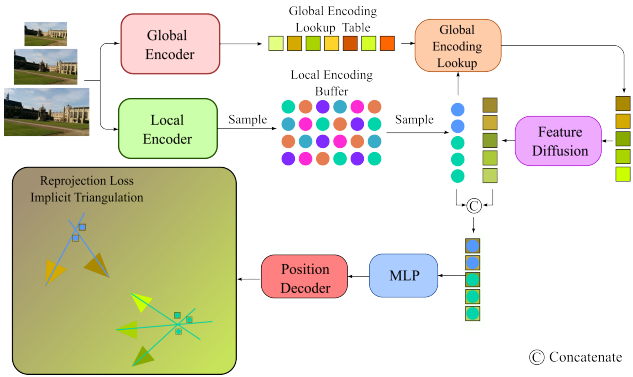 Global
Encoder
Global Encoding
Lookup Table
Global
Encoding
Lookup
Local
Encoder
Sample
Local Encoding
Buffer
Sample
Feature
Diffusion
Reprojection Loss
Implicit Triangulation
C
Position
Decoder
MLP
C Concatenate